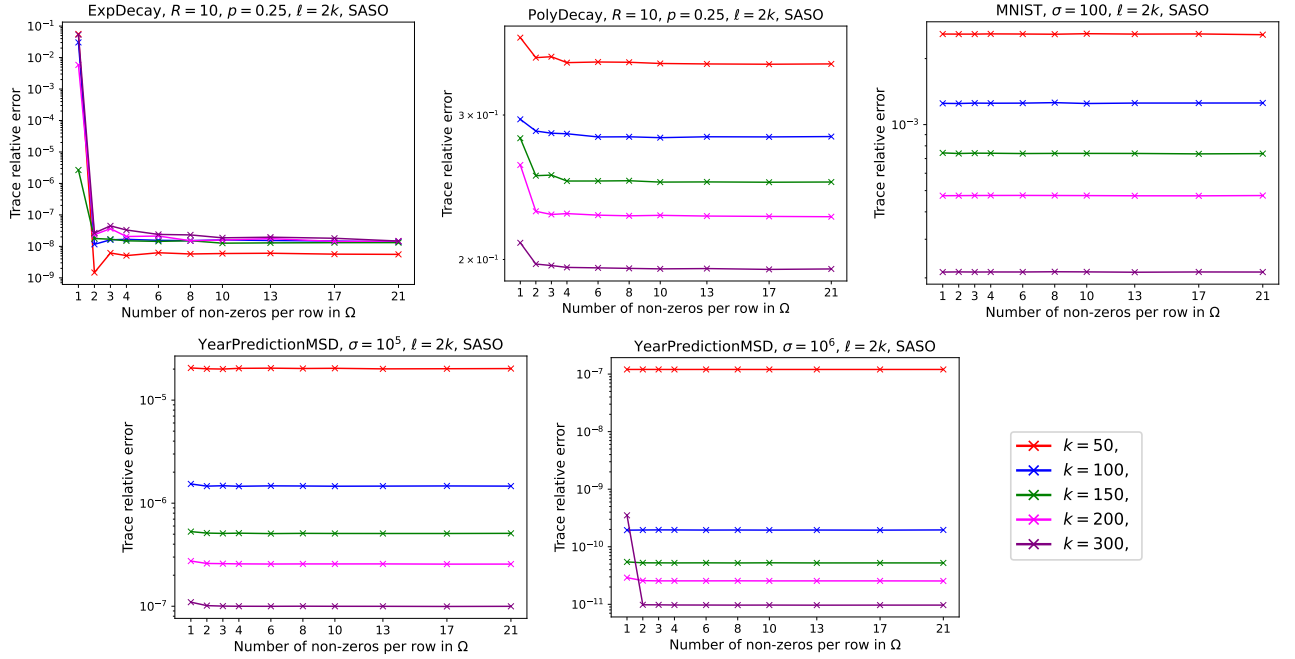 ExpDecay, R = 10, p = 0.25, ℓ = 2k, SASO
Trace relative error
10⁻¹
10⁻²
10⁻³
10⁻⁴
10⁻⁵
10⁻⁶
10⁻⁷
10⁻⁸
10⁻⁹
1 2 3 4 6 8 10 13 17 21
Number of non-zeros per row in Ω
PolyDecay, R = 10, p = 0.25, ℓ = 2k, SASO
Trace relative error
3 × 10⁻¹
2 × 10⁻¹
1 2 3 4 6 8 10 13 17 21
Number of non-zeros per row in Ω
MNIST, σ = 100, ℓ = 2k, SASO
Trace relative error
10⁻³
1 2 3 4 6 8 10 13 17 21
Number of non-zeros per row in Ω
YearPredictionMSD, σ = 10⁵, ℓ = 2k, SASO
Trace relative error
10⁻⁵
10⁻⁶
10⁻⁷
1 2 3 4 6 8 10 13 17 21
Number of non-zeros per row in Ω
YearPredictionMSD, σ = 10⁶, ℓ = 2k, SASO
Trace relative error
10⁻⁷
10⁻⁸
10⁻⁹
10⁻¹⁰
10⁻¹¹
1 2 3 4 6 8 10 13 17 21
Number of non-zeros per row in Ω
k = 50,
k = 100,
k = 150,
k = 200,
k = 300,